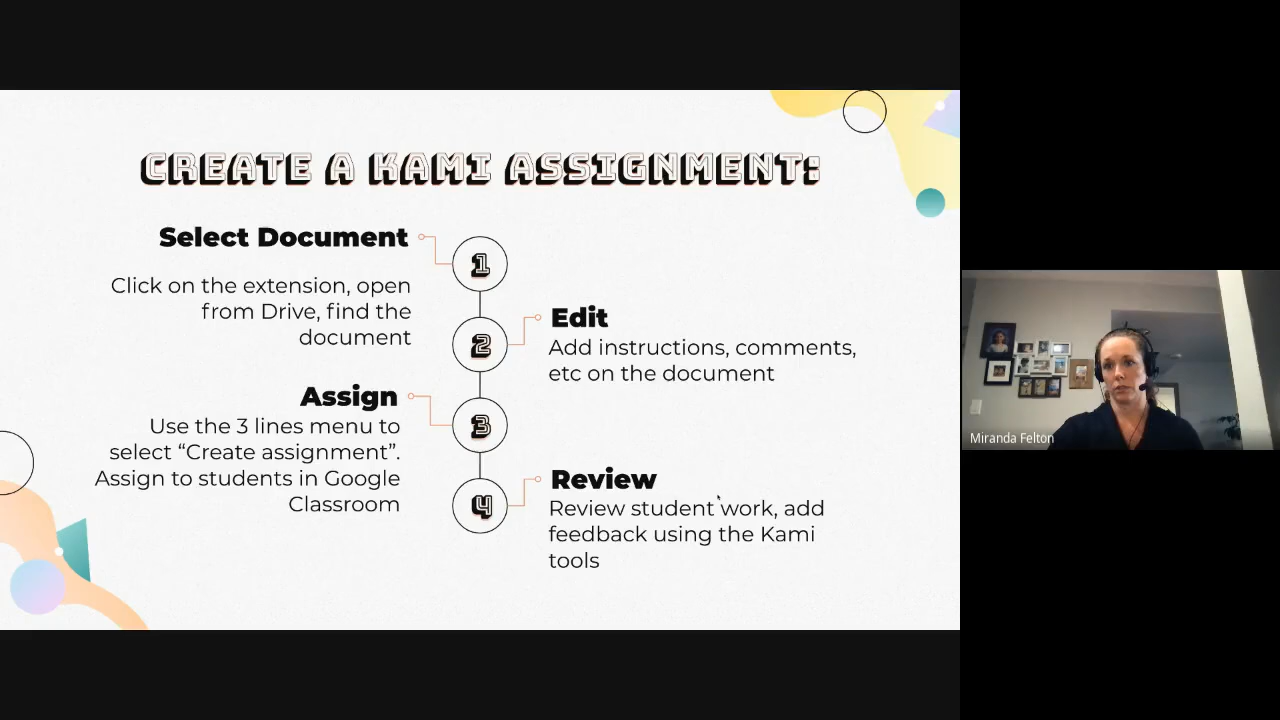 CREATE A KAMI ASSIGNMENT:
Select Document
1
Click on the extension, open
from Drive, find the
document
2
Edit
Add instructions, comments,
etc on the document
Assign
3
Use the 3 lines menu to
select “Create assignment”.
Assign to students in Google
Classroom
4
Review
Review student work, add
feedback using the Kami
tools
Miranda Felton